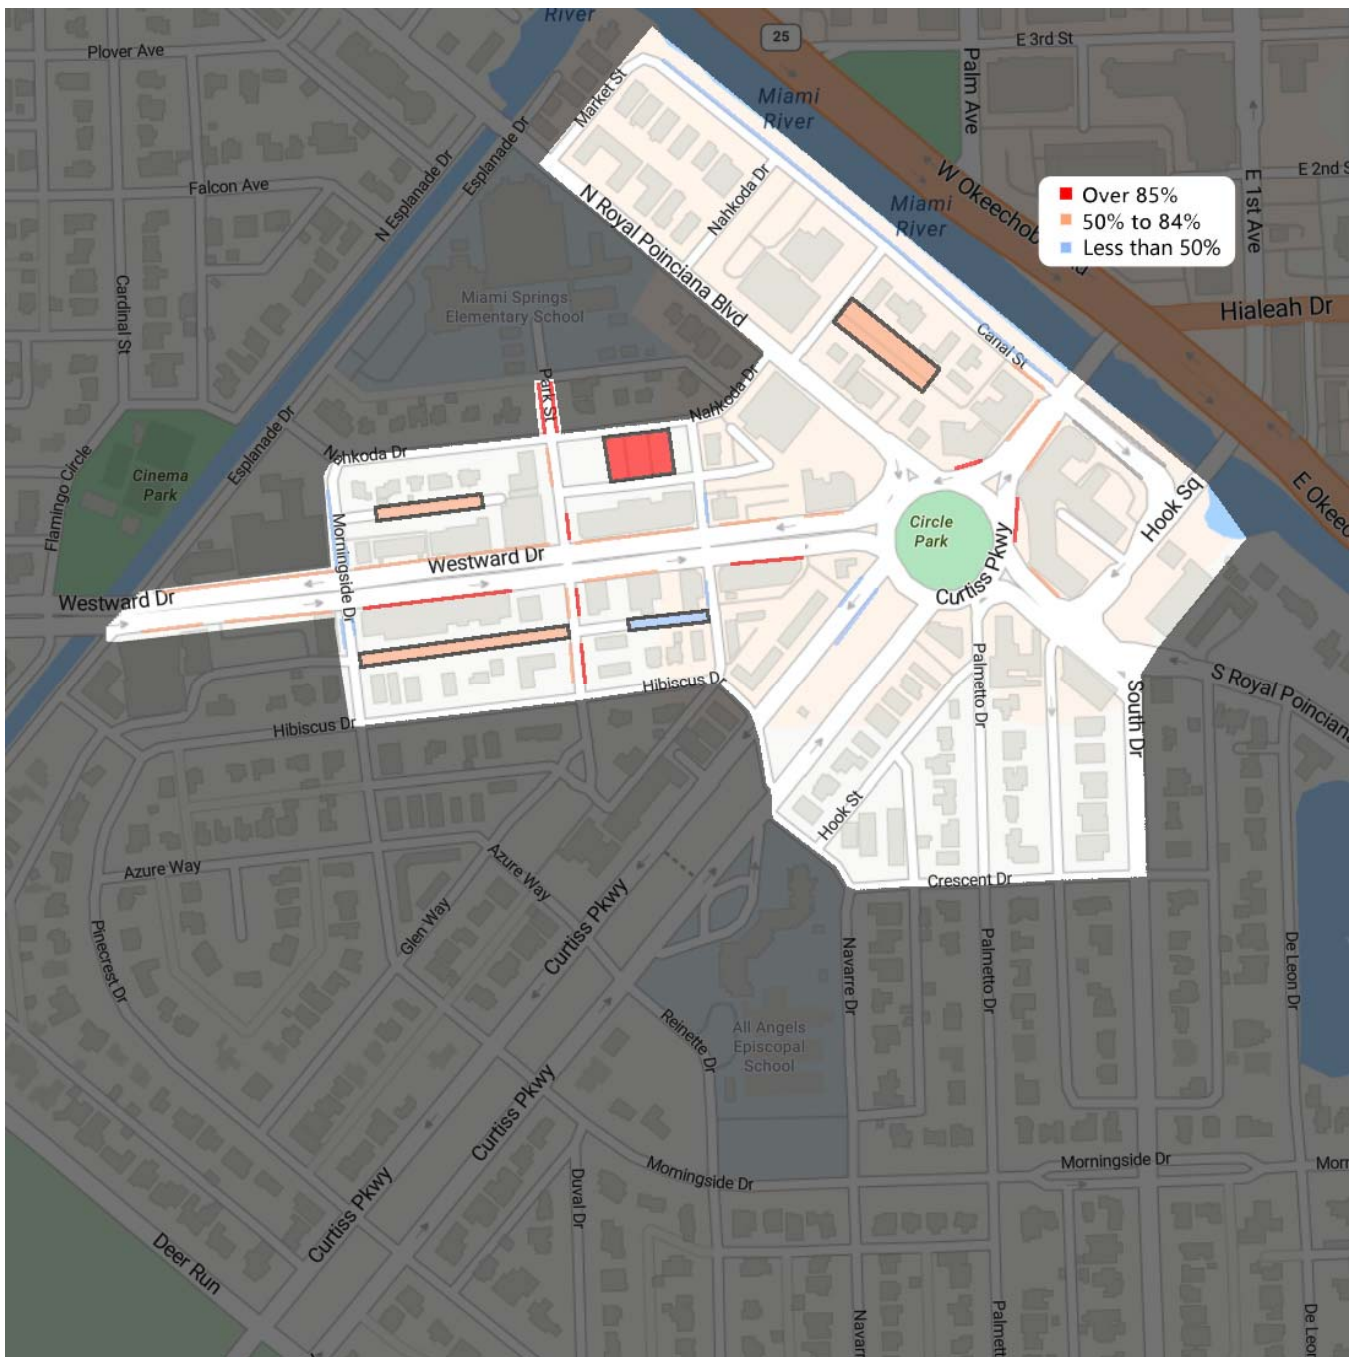 River
Plover Ave
25
E 3rd St
Palm Ave
Market St
Miami
River
Esplanade Dr
N Esplanade Dr
Falcon Ave
W Okeechob
E 2nd S
E 1st Ave
Over 85%
50% to 84%
Less than 50%
Nahkoda Dr
N Royal Poinciana Blvd
Miami
River
Cardinal St
Miami Springs
Elementary School
Hialeah Dr
Canal St
Park St
Nahkoda Dr
Nahkoda Dr
Esplanade Dr
Flamingo Circle
Cinema
Park
Hook Sq
E Okeec
Circle
Park
Morningside Dr
Westward Dr
Westward Dr
Curtiss Pkwy
Hibiscus Dr
Palmetto Dr
S Royal Poinciana
South Dr
Hibiscus Dr
Hook St
Azure Way
Azure Way
Crescent Dr
Glen Way
Curtiss Pkwy
Pinecrest Dr
Navarre Dr
Palmetto Dr
De Leon Dr
Reinette Dr
All Angels
Episcopal
School
Curtiss Pkwy
Morningside Dr
Morningside Dr
Morn
Duval Dr
Curtiss Pkwy
Deer Run
Navarr
Palmett
De Leon